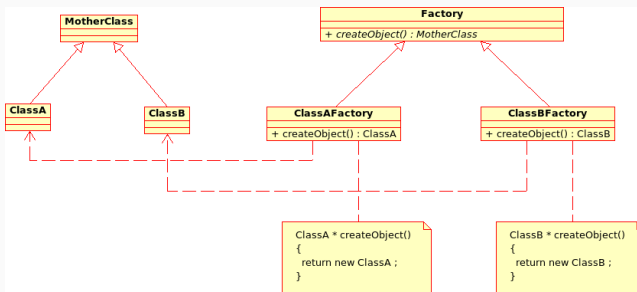 MotherClass
Factory
+ createObject() : MotherClass
ClassA
ClassB
ClassAFactory
+ createObject() : ClassA
ClassBFactory
+ createObject() : ClassB
ClassA * createObject()
{
return new ClassA ;
}
ClassB * createObject()
{
return new ClassB ;
}